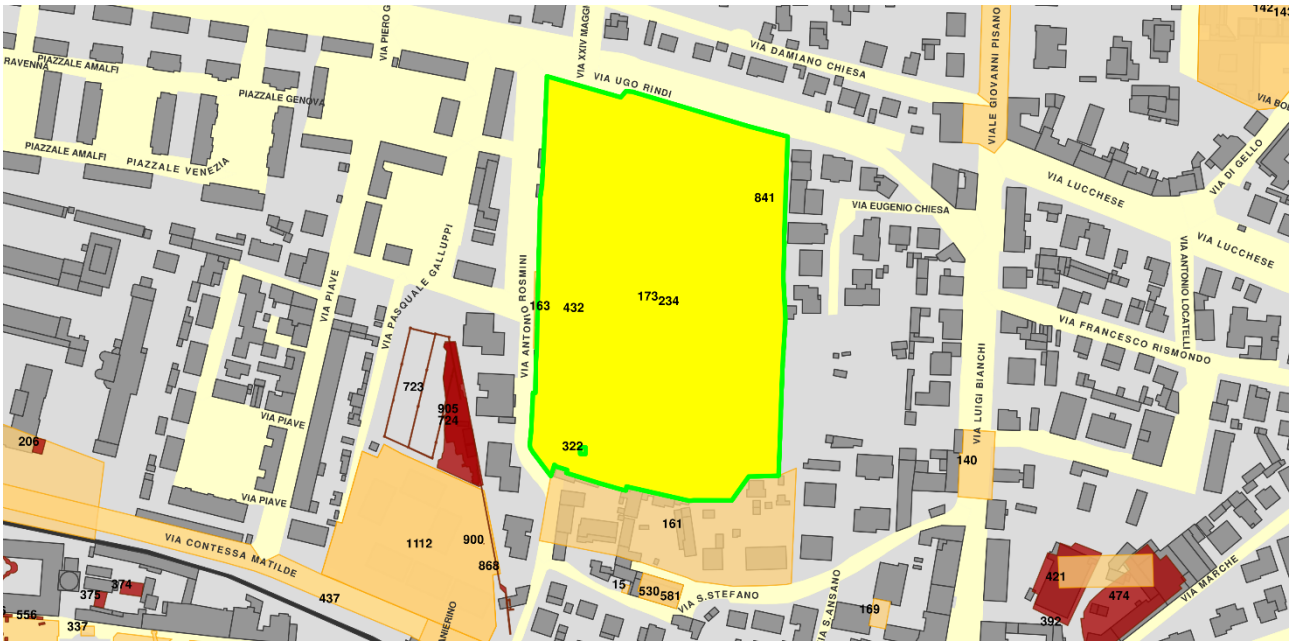 142
143
VIA PIERO G
VIA XXIV MAGGI
VIALE GIOVANNI PISANO
VIA DAMIANO CHIESA
PIAZZALE AMALFI
RAVENNA
VIA UGO RINDI
PIAZZALE GENOVA
VIA BO
PIAZZALE AMALFI
PIAZZALE VENEZIA
VIA DI GELLO
VIA LUCCHESE
841
VIA EUGENIO CHIESA
VIA LUCCHESE
VIA PASQUALE GALLUPPI
VIA PIAVE
VIA ANTONIO ROSMINI
VIA ANTONIO LOCATELLI
163
432
173
234
VIA FRANCESCO RISMONDO
723
VIA LUIGI BIANCHI
905
724
VIA PIAVE
206
322
140
VIA PIAVE
161
VIA CONTESSA MATILDE
1112
900
868
374
375
437
15
530
581
VIA S.STEFANO
421
474
VIA MARCHE
392
169
VIA S.ANSANO
556
337
ANIERINO